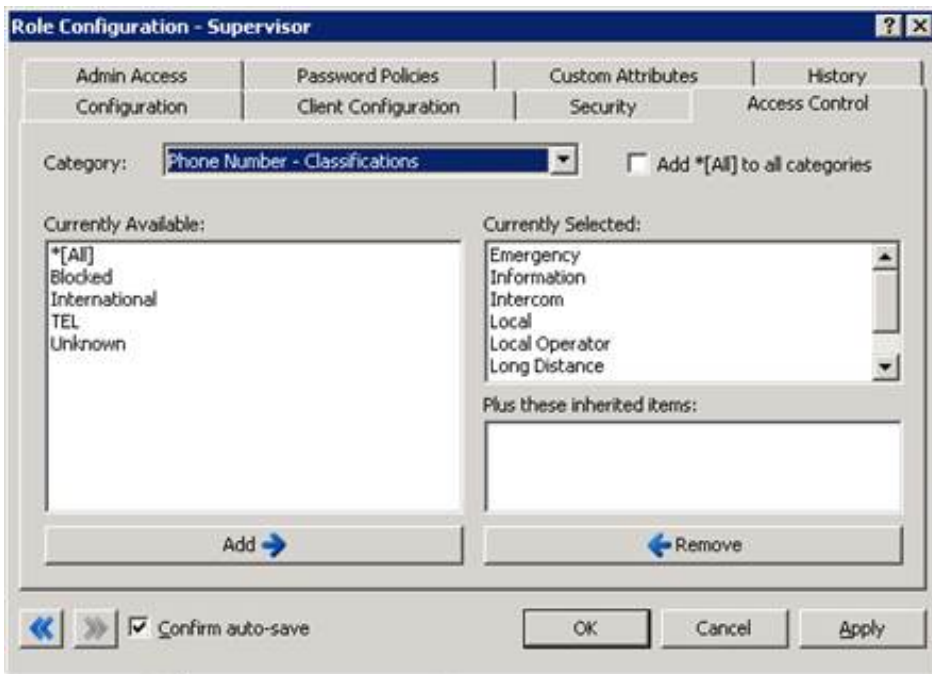 Role Configuration - Supervisor
Admin Access Password Policies Custom Attributes History
Configuration Client Configuration Security Access Control
Category: Phone Number - Classifications Add *[All] to all categories
Currently Available:
*[All]
Blocked
International
TEL
Unknown
Add
Currently Selected:
Emergency
Information
Intercom
Local
Local Operator
Long Distance
Plus these inherited items:
Remove
Confirm auto-save OK Cancel Apply